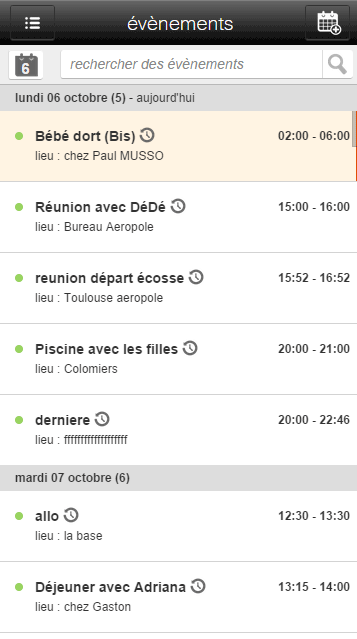 évènements
6
rechercher des évènements
lundi 06 octobre (5) - aujourd'hui
Bébé dort (Bis) 02:00 - 06:00
lieu : chez Paul MUSSO
Réunion avec DéDé 15:00 - 16:00
lieu : Bureau Aeropole
reunion départ écosse 15:52 - 16:52
lieu : Toulouse aeropole
Piscine avec les filles 20:00 - 21:00
lieu : Colomiers
derniere 20:00 - 22:46
lieu : fffffffffffffffffff
mardi 07 octobre (6)
allo 12:30 - 13:30
lieu : la base
Déjeuner avec Adriana 13:15 - 14:00
lieu : chez Gaston